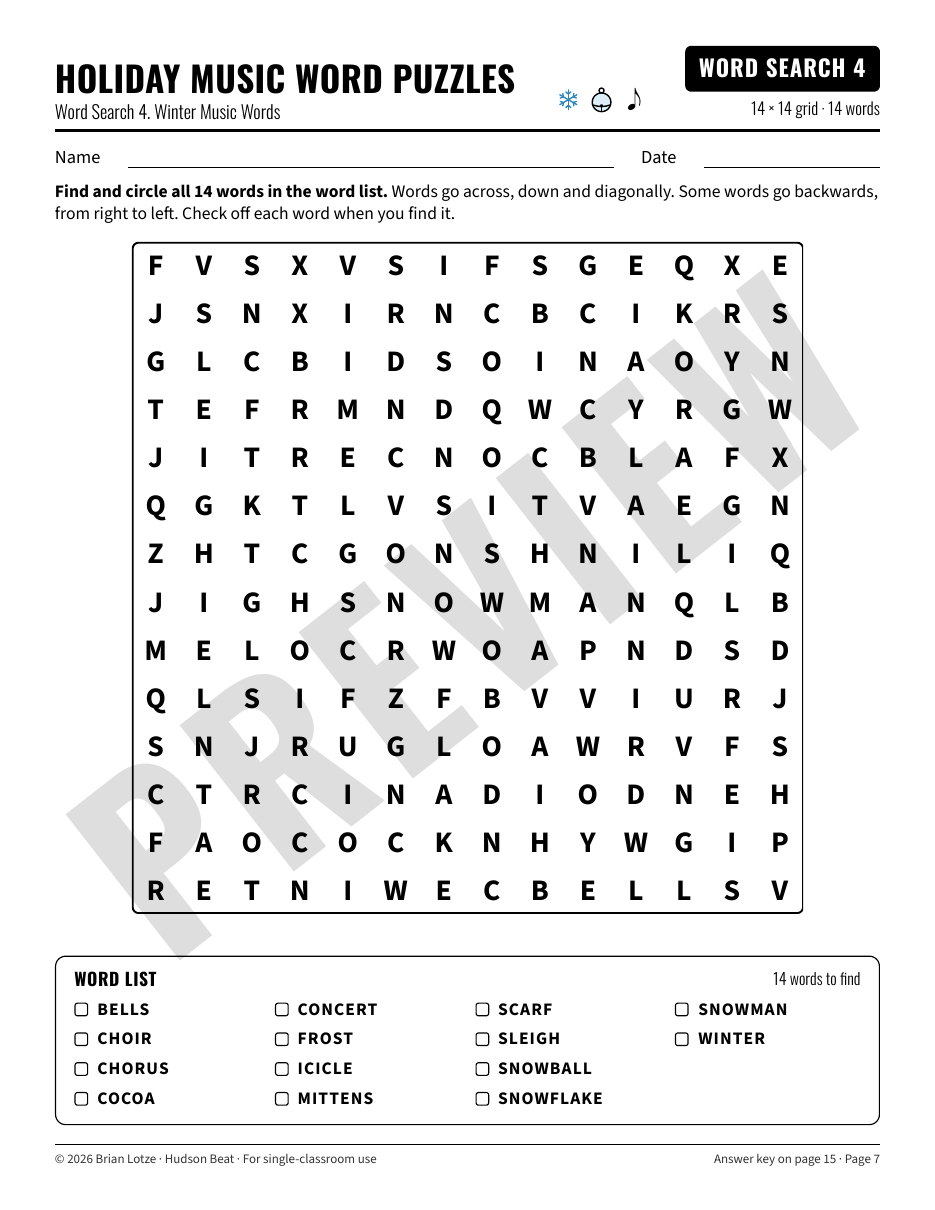 HOLIDAY MUSIC WORD PUZZLES
WORD SEARCH 4
Word Search 4. Winter Music Words
14 × 14 grid · 14 words
Name
Date
Find and circle all 14 words in the word list. Words go across, down and diagonally. Some words go backwards,
from right to left. Check off each word when you find it.
F V S X V S I F S G E Q X E
J S N X I R N C B C I K R S
G L C B I D S O I N A O Y N
T E F R M N D Q W C Y R G W
J I T R E C N O C B L A F X
Q G K T L V S I T V A E G N
Z H T C G O N S H N I L I Q
J I G H S N O W M A N Q L B
M E L O C R W O A P N D S D
Q L S I F Z F B V V I U R J
S N J R U G L O A W R V F S
C T R C I N A D I O D N E H
F A O C O C K N H Y W G I P
R E T N I W E C B E L L S V
PREVIEW
WORD LIST
14 words to find
BELLS CONCERT SCARF SNOWMAN
CHOIR FROST SLEIGH WINTER
CHORUS ICICLE SNOWBALL
COCOA MITTENS SNOWFLAKE
© 2026 Brian Lotze · Hudson Beat · For single-classroom use
Answer key on page 15 · Page 7